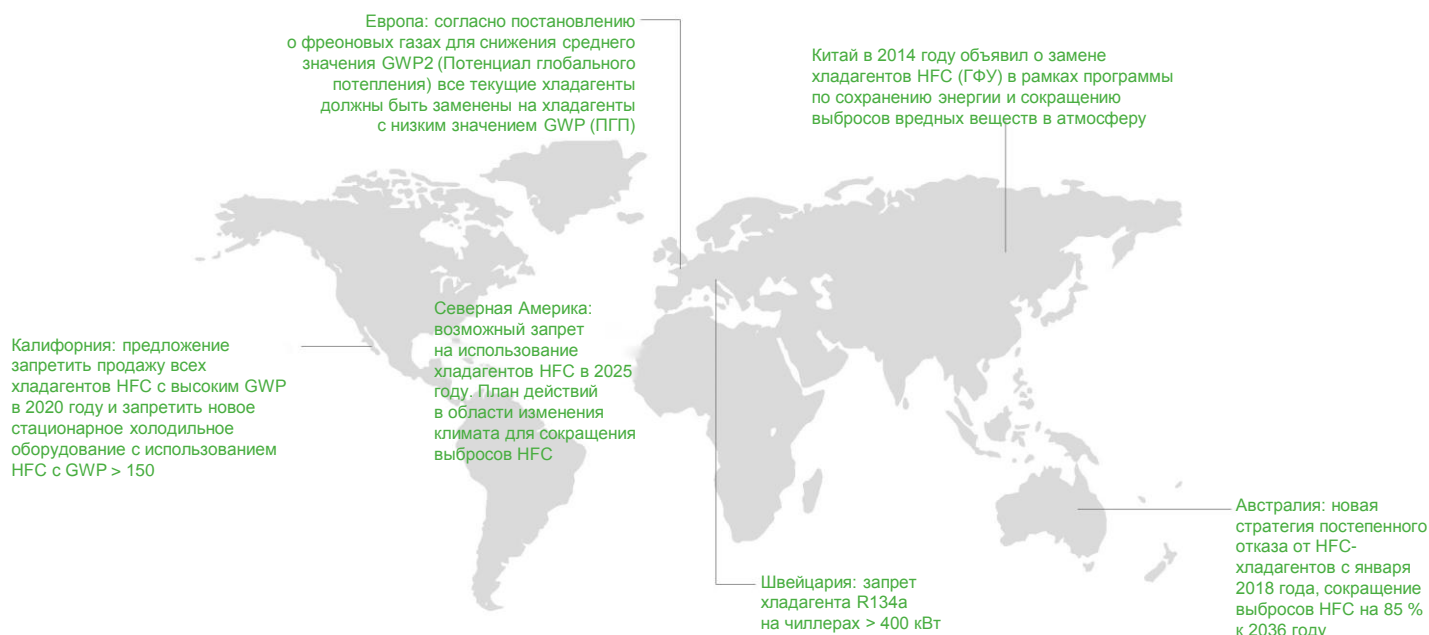 Европа: согласно постановлению
о фреоновых газах для снижения среднего
значения GWP2 (Потенциал глобального
потепления) все текущие хладагенты
должны быть заменены на хладагенты
с низким значением GWP (ПГП)
Китай в 2014 году объявил о замене
хладагентов HFC (ГФУ) в рамках программы
по сохранению энергии и сокращению
выбросов вредных веществ в атмосферу
Северная Америка:
возможный запрет
на использование
хладагентов HFC в 2025
году. План действий
в области изменения
климата для сокращения
выбросов HFC
Калифорния: предложение
запретить продажу всех
хладагентов HFC с высоким GWP
в 2020 году и запретить новое
стационарное холодильное
оборудование с использованием
HFC с GWP > 150
Австралия: новая
стратегия постепенного
отказа от HFC-
хладагентов с января
2018 года, сокращение
выбросов HFC на 85 %
к 2036 году
Швейцария: запрет
хладагента R134a
на чиллерах > 400 кВт